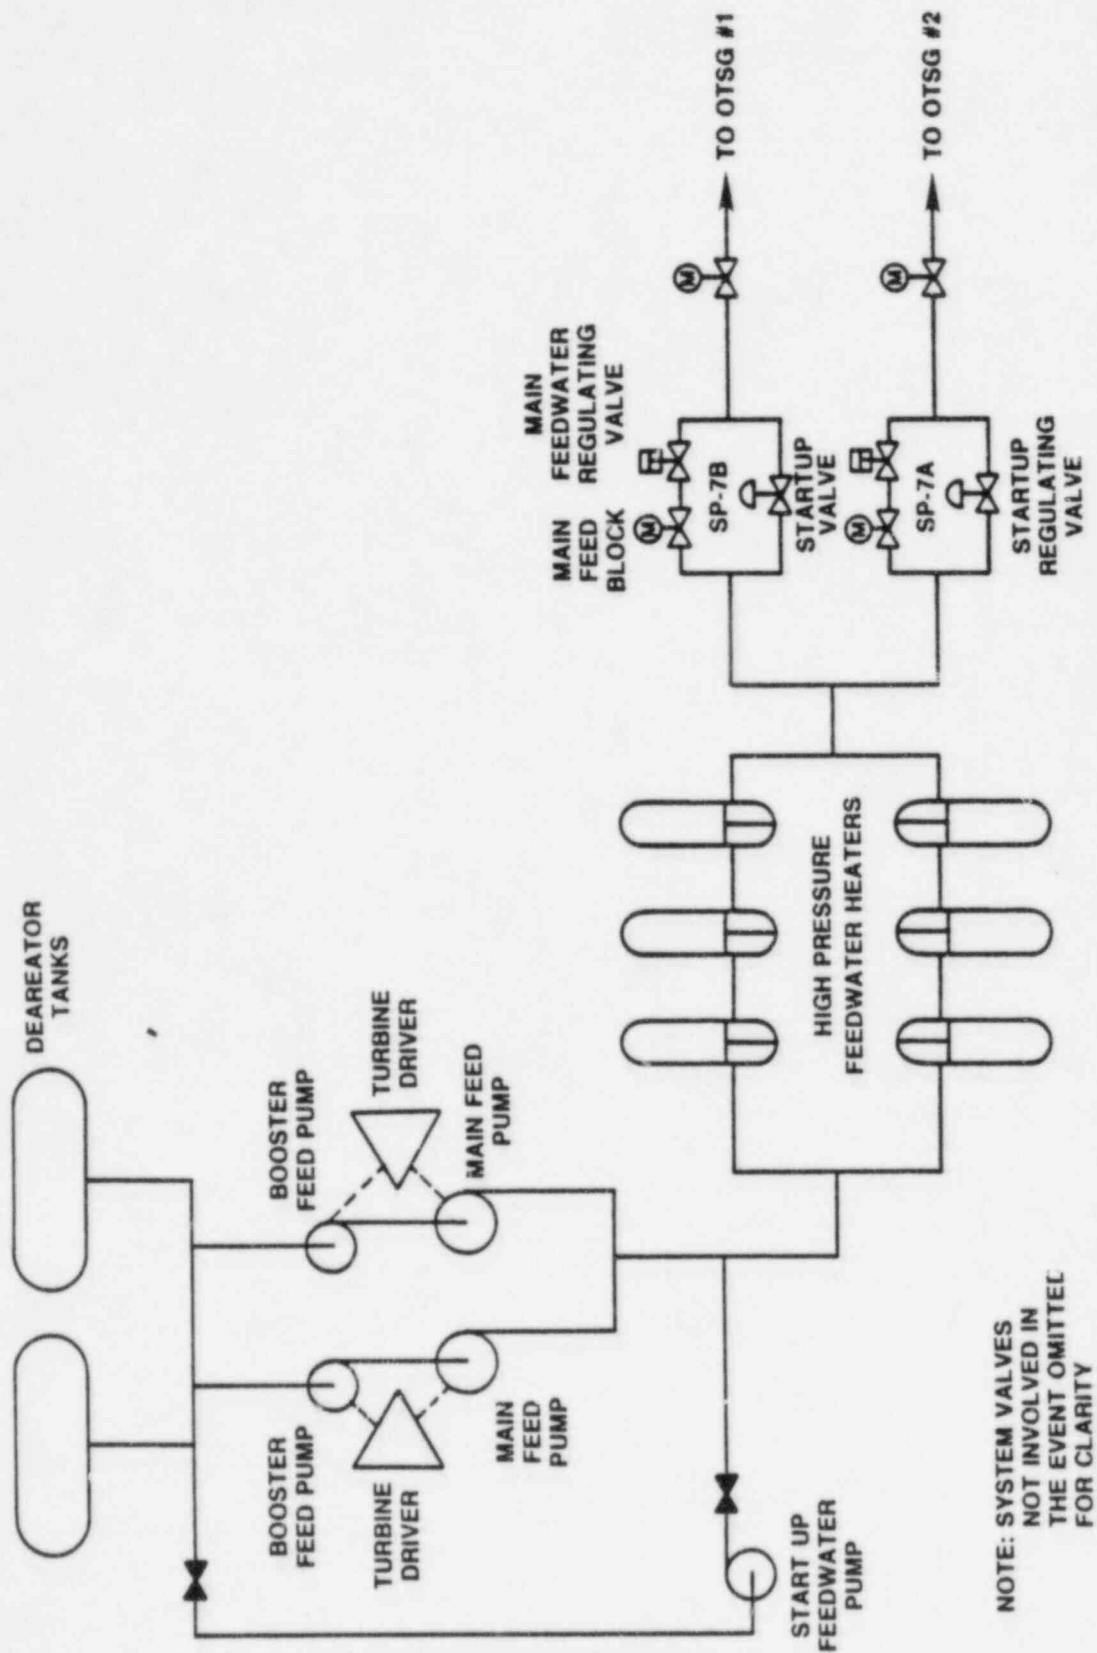 DEAREATOR
TANKS
BOOSTER
FEED PUMP
TURBINE
DRIVER
MAIN FEED
PUMP
BOOSTER
FEED PUMP
TURBINE
DRIVER
MAIN
FEED
PUMP
START UP
FEEDWATER
PUMP
HIGH PRESSURE
FEEDWATER HEATERS
MAIN
FEED
BLOCK
MAIN
FEEDWATER
REGULATING
VALVE
M
M
SP-7B
STARTUP
VALVE
TO OTSG #1
M
M
SP-7A
STARTUP
REGULATING
VALVE
TO OTSG #2
NOTE: SYSTEM VALVES
NOT INVOLVED IN
THE EVENT OMITTED
FOR CLARITY